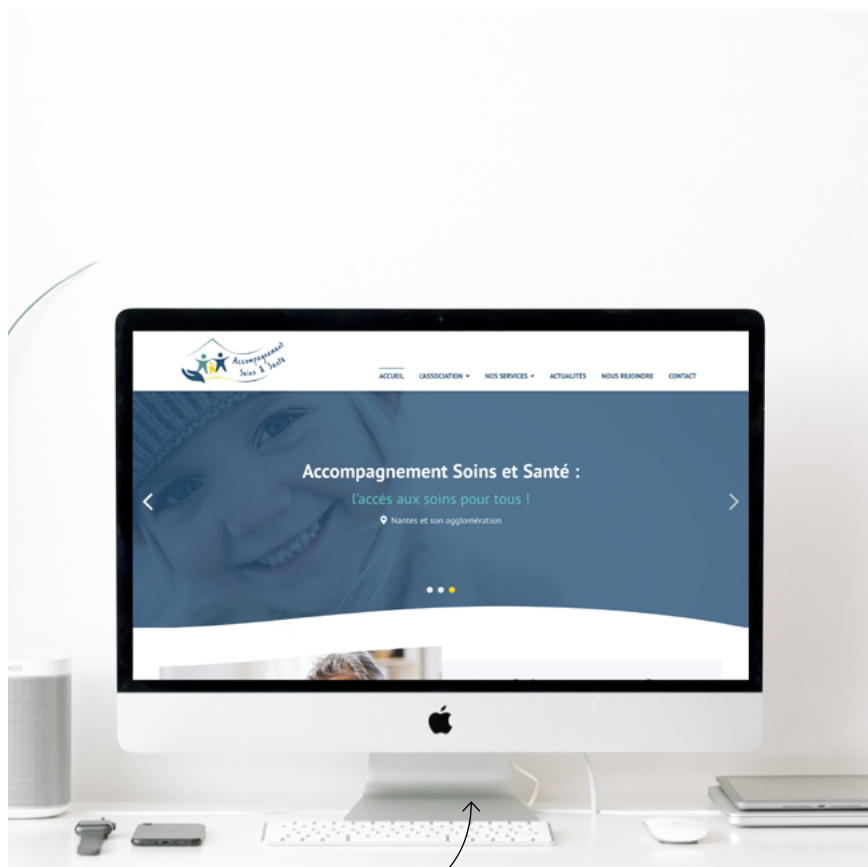 Accompagnement
Soins & Santé
ACCUEIL L'ASSOCIATION NOS SERVICES ACTUALITÉS NOUS REJOINDRE CONTACT
Accompagnement Soins et Santé :
l'accès aux soins pour tous !
Nantes et son agglomération